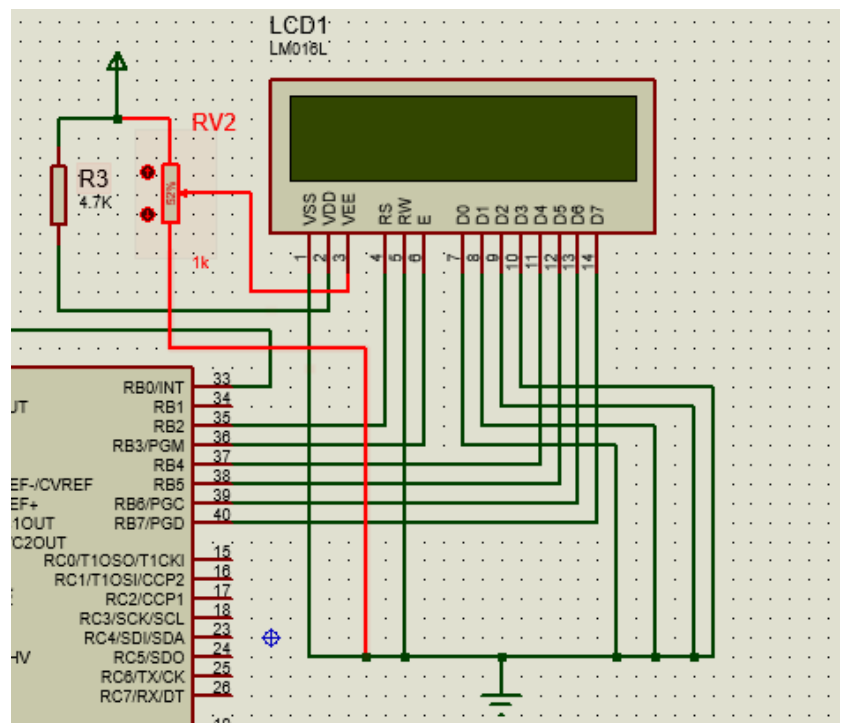 LCD1
LM016L
RV2
R3
4.7K
52%
1k
VSS
VDD
VEE
RS
RW
E
D0
D1
D2
D3
D4
D5
D6
D7
1
2
3
4
5
6
7
8
9
10
11
12
13
14
RB0/INT 33
RB1 34
RB2 35
RB3/PGM 36
RB4 37
RB5 38
RB6/PGC 39
RB7/PGD 40
UT
EF-/CVREF
EF+
1OUT
/C2OUT
RC0/T1OSO/T1CKI 15
RC1/T1OSI/CCP2 16
RC2/CCP1 17
RC3/SCK/SCL 18
RC4/SDI/SDA 23
RC5/SDO 24
RC6/TX/CK 25
RC7/RX/DT 26
HV